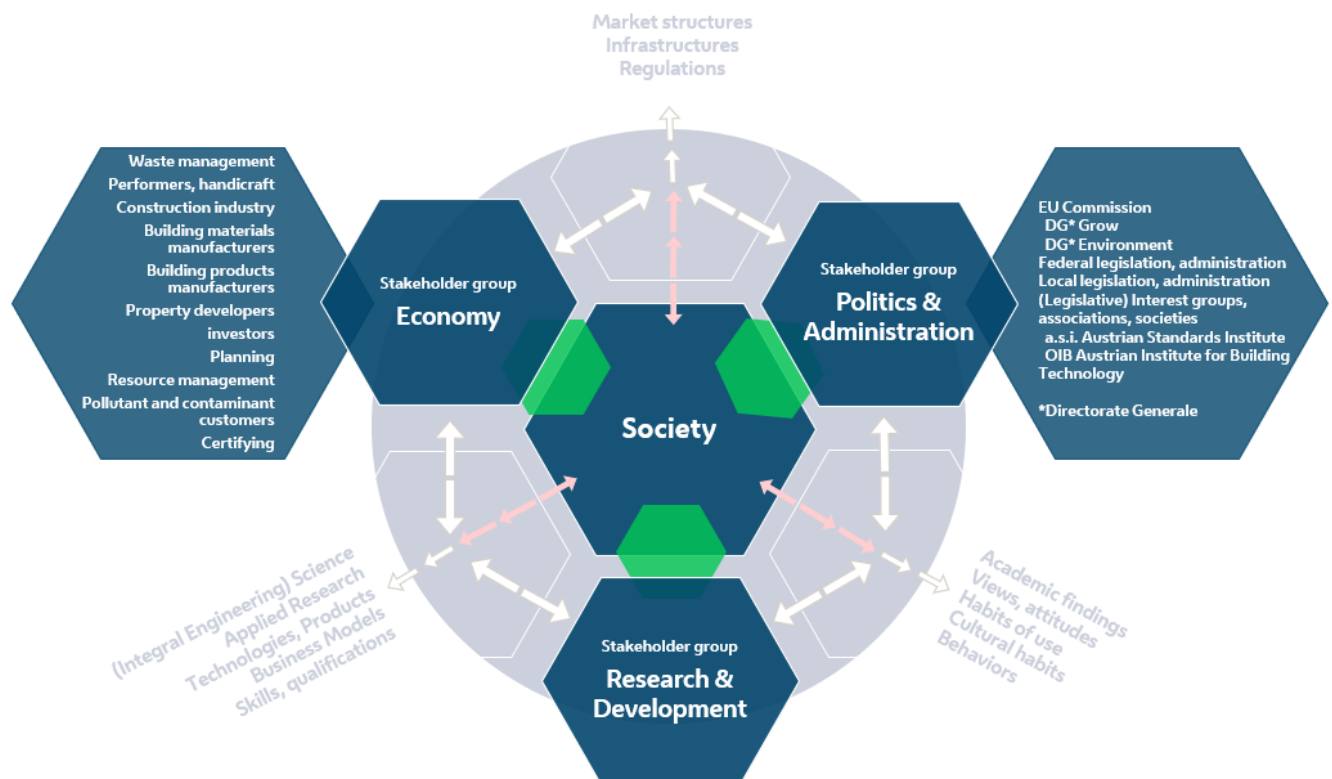 Market structures
Infrastructures
Regulations
Waste management
Performers, handicraft
Construction industry
Building materials
manufacturers
Building products
manufacturers
Property developers
investors
Planning
Resource management
Pollutant and contaminant
customers
Certifying
Stakeholder group
Economy
Stakeholder group
Politics &
Administration
EU Commission
DG* Grow
DG* Environment
Federal legislation, administration
Local legislation, administration
(Legislative) Interest groups,
associations, societies
a.s.i. Austrian Standards Institute
OIB Austrian Institute for Building
Technology
*Directorate Generale
Society
(Integral Engineering) Science
Applied Research
Technologies, Products
Business Models
Skills, qualifications
Stakeholder group
Research &
Development
Academic findings
Views, attitudes
Habits of use
Cultural habits
Behaviors